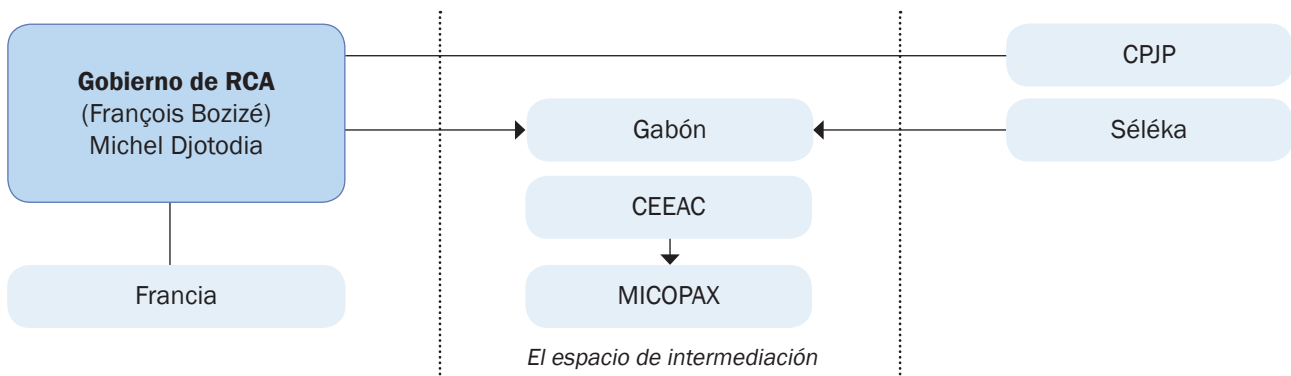 Gobierno de RCA
(François Bozizé)
Michel Djotodia
Francia
Gabón
CEEAC
MICOPAX
El espacio de intermediación
CPJP
Séléka